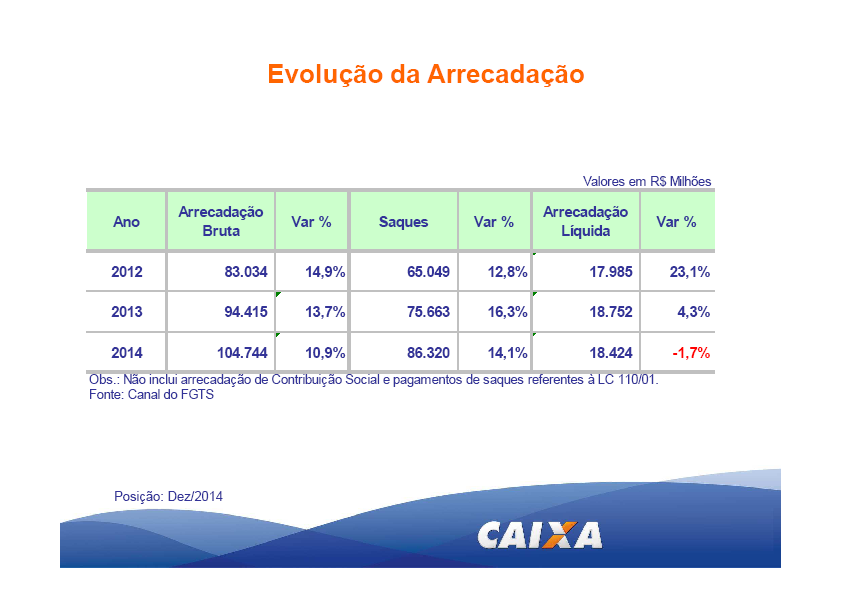 Evolução da Arrecadação
Valores em R$ Milhões
Ano Arrecadação Bruta Var % Saques Var % Arrecadação Líquida Var %
2012 83.034 14,9% 65.049 12,8% 17.985 23,1%
2013 94.415 13,7% 75.663 16,3% 18.752 4,3%
2014 104.744 10,9% 86.320 14,1% 18.424 -1,7%
Obs.: Não inclui arrecadação de Contribuição Social e pagamentos de saques referentes à LC 110/01.
Fonte: Canal do FGTS
Posição: Dez/2014
CAIXA